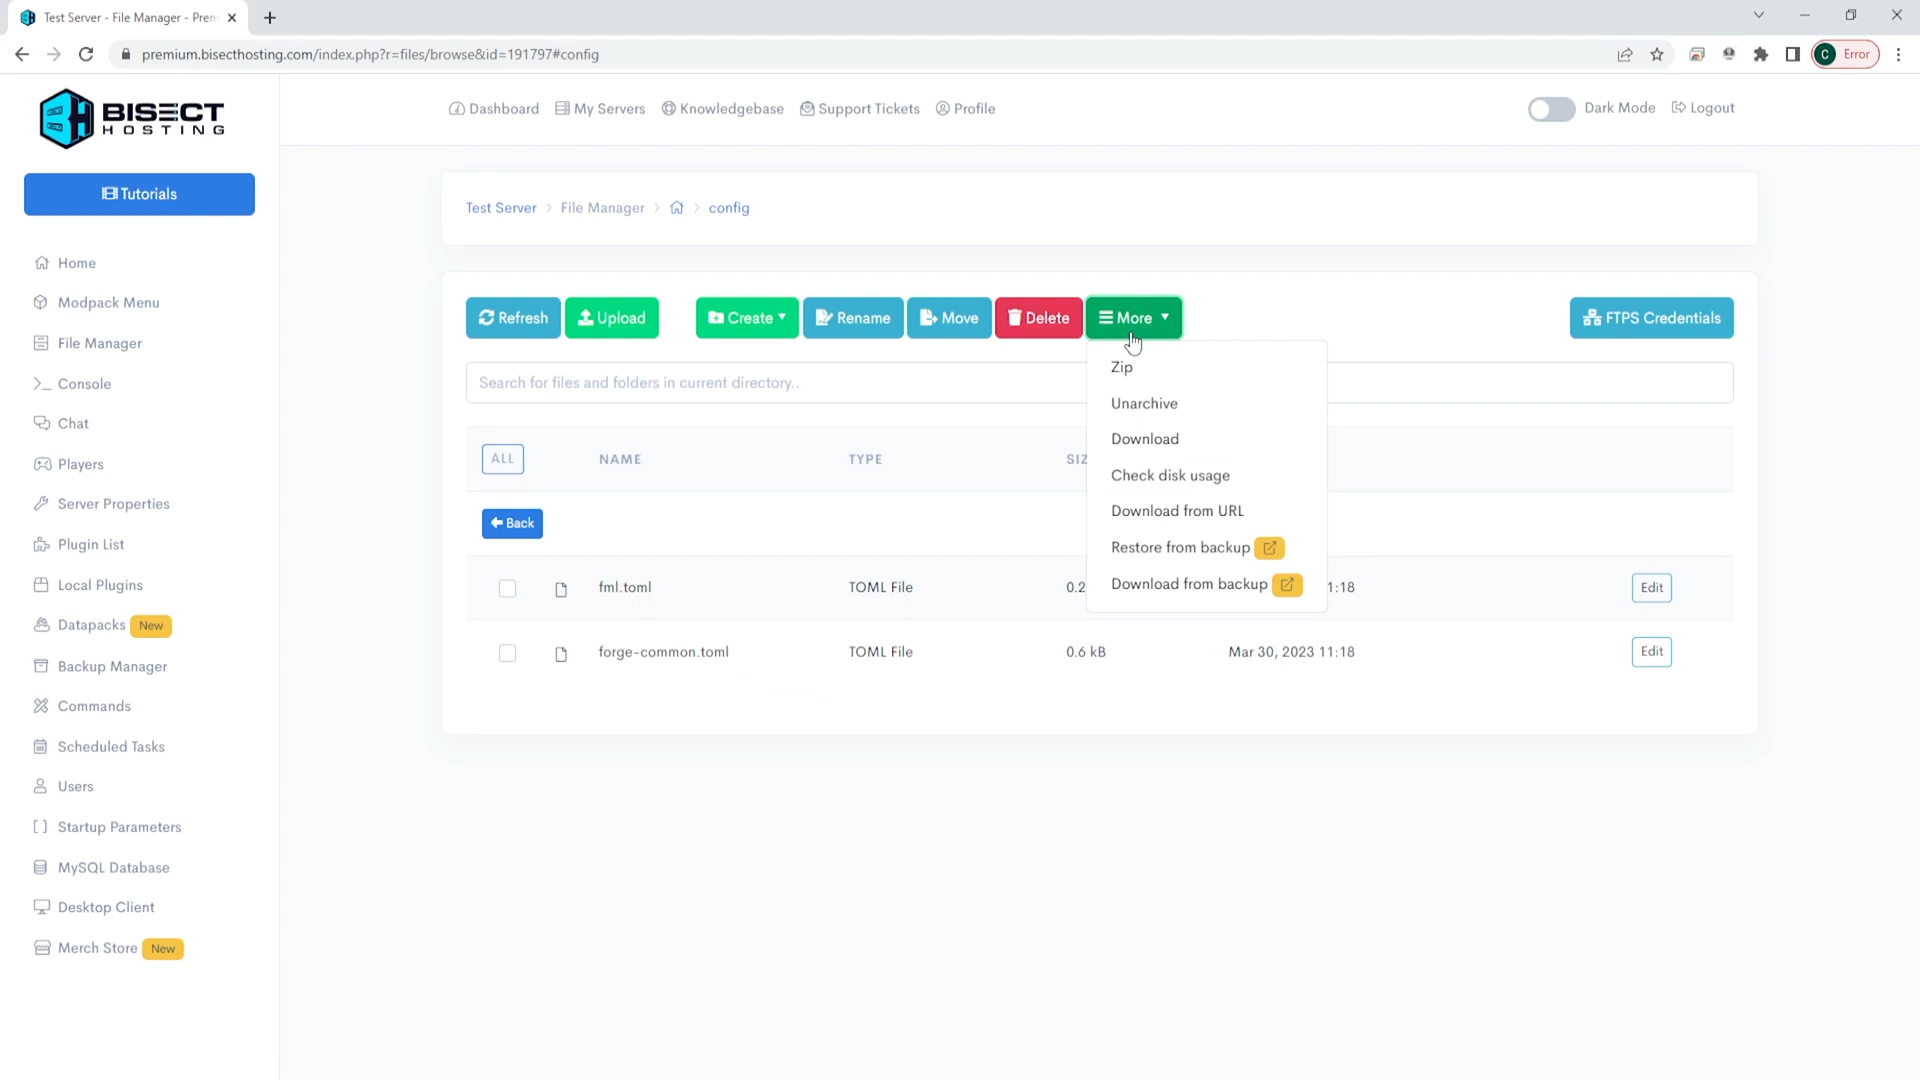 Test Server - File Manager - Prem
premium.bisecthosting.com/index.php?r=files/browse&id=191797#config
C Error
BISECT
HOSTING
Dashboard My Servers Knowledgebase Support Tickets Profile
Dark Mode Logout
Tutorials
Home
Modpack Menu
File Manager
Console
Chat
Players
Server Properties
Plugin List
Local Plugins
Datapacks New
Backup Manager
Commands
Scheduled Tasks
Users
Startup Parameters
MySQL Database
Desktop Client
Merch Store New
Test Server > File Manager > > config
Refresh Upload Create Rename Move Delete More FTPS Credentials
Search for files and folders in current directory..
Zip
Unarchive
Download
Check disk usage
Download from URL
Restore from backup
Download from backup
ALL NAME TYPE SIZ
Back
fml.toml TOML File 0.2 1:18 Edit
forge-common.toml TOML File 0.6 kB Mar 30, 2023 11:18 Edit